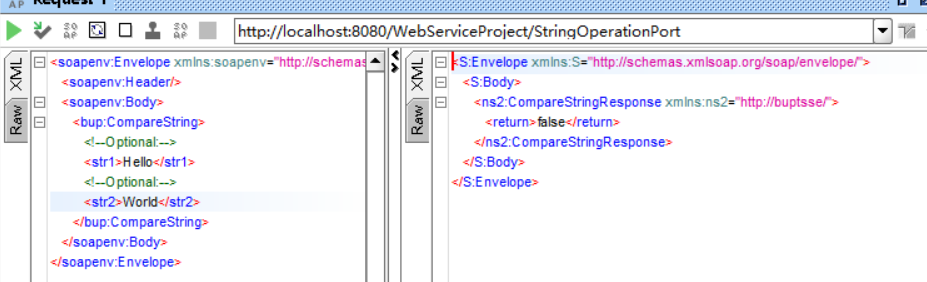 Request 1
http://localhost:8080/WebServiceProject/StringOperationPort
XML
Raw
<soapenv:Envelope xmlns:soapenv="http://schemas
<soapenv:Header/>
<soapenv:Body>
<bup:CompareString>
<!--Optional:-->
<str1>Hello</str1>
<!--Optional:-->
<str2>World</str2>
</bup:CompareString>
</soapenv:Body>
</soapenv:Envelope>
XML
Raw
<S:Envelope xmlns:S="http://schemas.xmlsoap.org/soap/envelope/">
<S:Body>
<ns2:CompareStringResponse xmlns:ns2="http://buptsse/">
<return>false</return>
</ns2:CompareStringResponse>
</S:Body>
</S:Envelope>